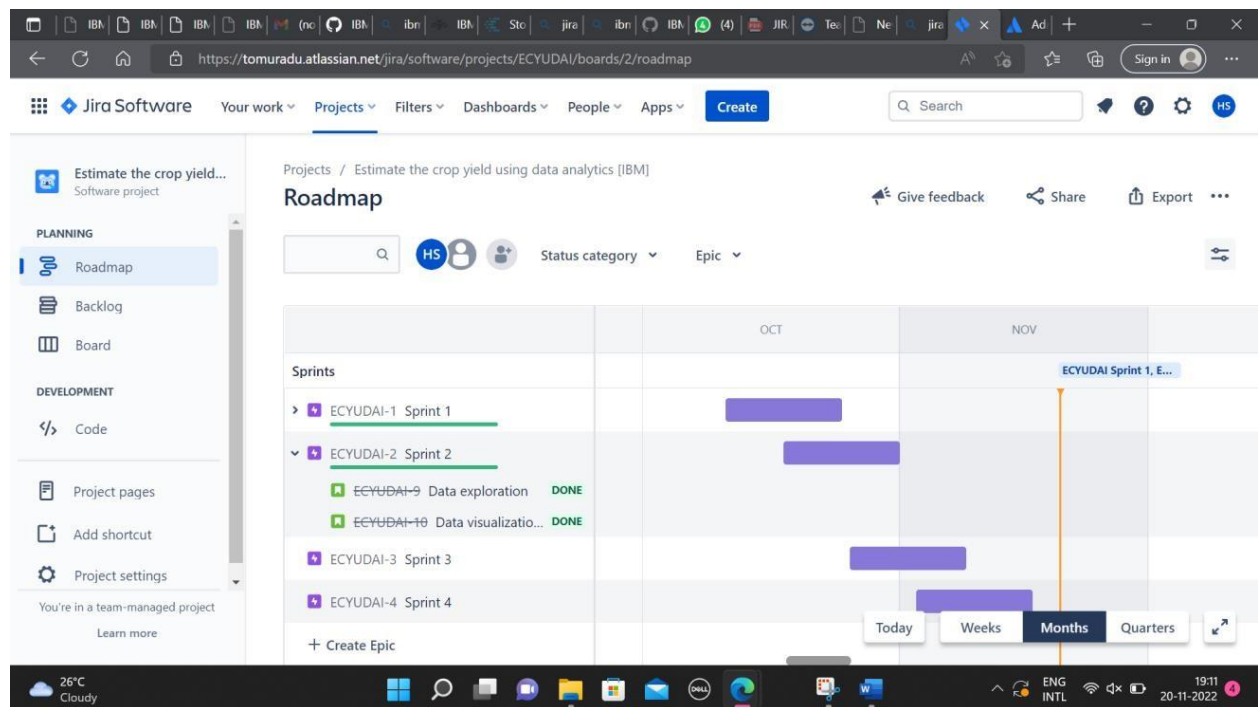 IBM IBM IBM IBM (no IBM ibm IBM Sto jira ibn IBM (4) JIR Tea Ne jira Ad
https://tomuradu.atlassian.net/jira/software/projects/ECYUDAI/boards/2/roadmap
Sign in
Jira Software Your work Projects Filters Dashboards People Apps Create Search HS
Estimate the crop yield...
Software project
PLANNING
Roadmap
Backlog
Board
DEVELOPMENT
Code
Project pages
Add shortcut
Project settings
You're in a team-managed project
Learn more
Projects / Estimate the crop yield using data analytics [IBM]
Roadmap
Give feedback Share Export
HS Status category Epic
OCT NOV
Sprints ECYUDAI Sprint 1, E...
ECYUDAI-1 Sprint 1
ECYUDAI-2 Sprint 2
ECYUDAI-9 Data exploration DONE
ECYUDAI-10 Data visualizatio... DONE
ECYUDAI-3 Sprint 3
ECYUDAI-4 Sprint 4
+ Create Epic
Today Weeks Months Quarters
26°C
Cloudy
DELL
ENG
INTL
19:11
20-11-2022
4